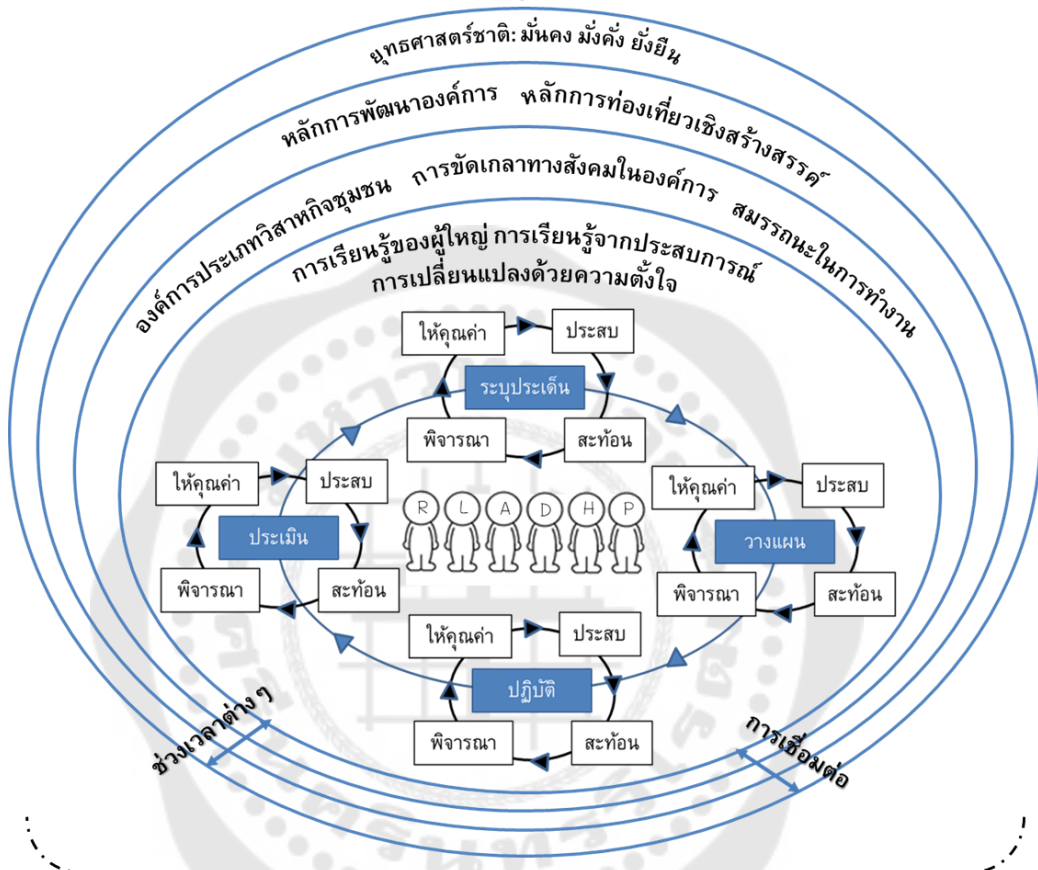 ยุทธศาสตร์ชาติ: มั่นคง มั่งคั่ง ยั่งยืน
หลักการพัฒนาองค์การ หลักการท่องเที่ยวเชิงสร้างสรรค์
องค์การประเภทวิสาหกิจชุมชน การขัดเกลาทางสังคมในองค์การ สมรรถนะในการทำงาน
การเรียนรู้ของผู้ใหญ่ การเรียนรู้จากประสบการณ์
การเปลี่ยนแปลงด้วยความตั้งใจ
ให้คุณค่า ประสบ
ระบุประเด็น
พิจารณา สะท้อน
ให้คุณค่า ประสบ
ประเมิน
พิจารณา สะท้อน
R L A D H P
ให้คุณค่า ประสบ
วางแผน
พิจารณา สะท้อน
ให้คุณค่า ประสบ
ปฏิบัติ
พิจารณา สะท้อน
ช่วงเวลาต่าง ๆ
การเชื่อมต่อ